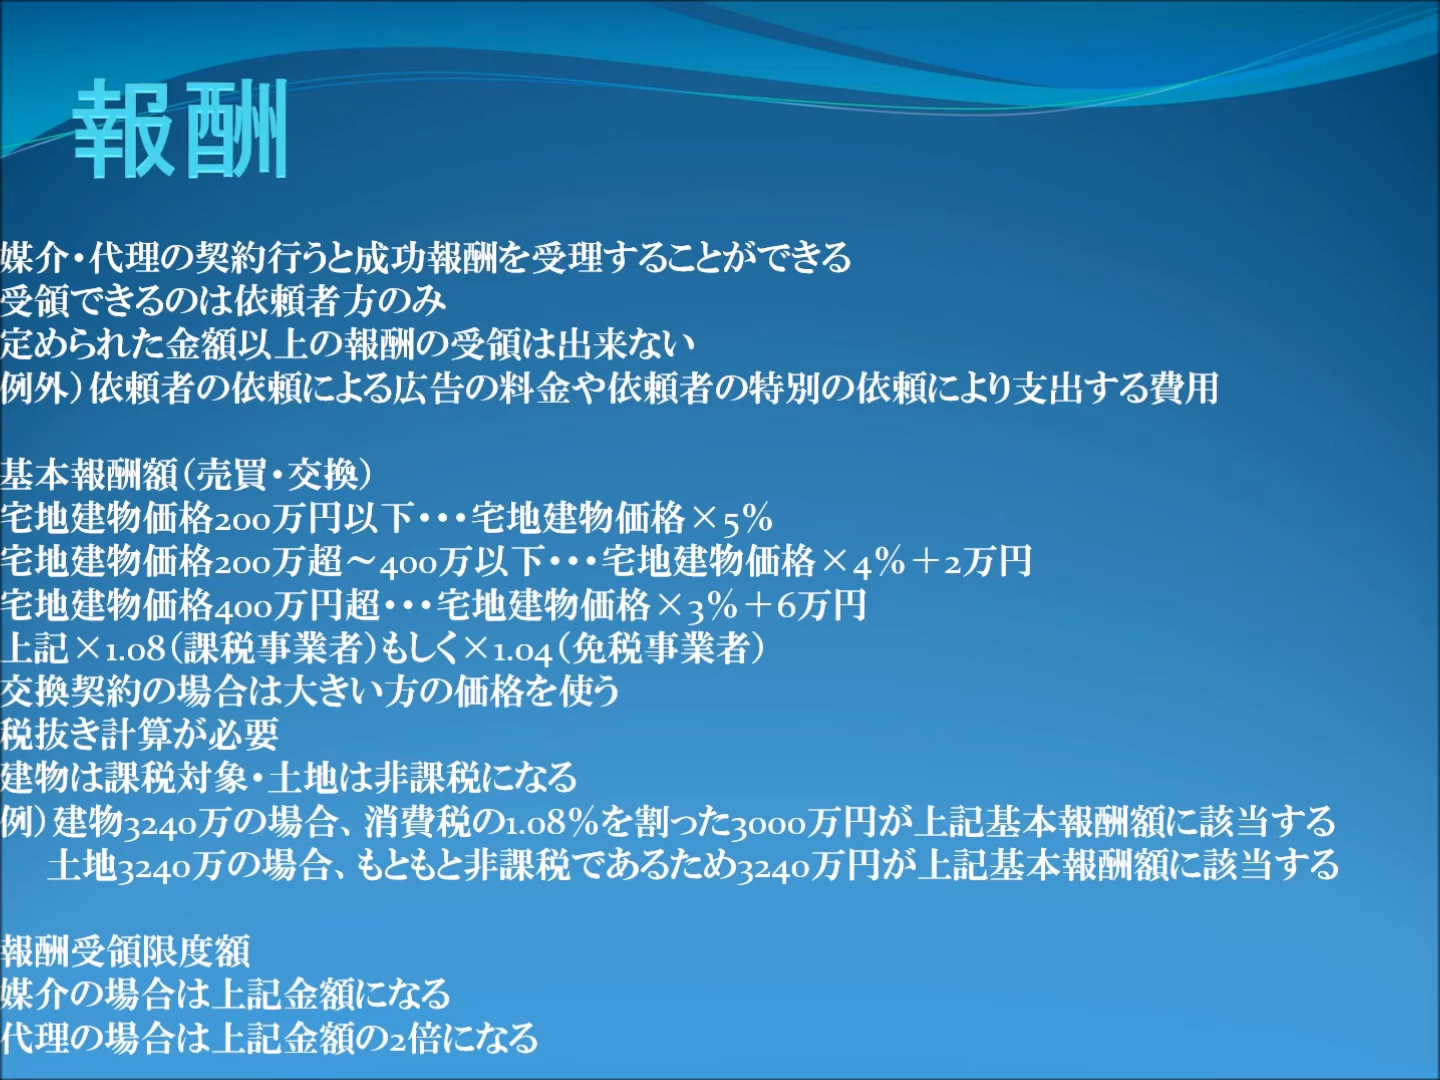 報酬
媒介・代理の契約行うと成功報酬を受理することができる
受領できるのは依頼者方のみ
定められた金額以上の報酬の受領は出来ない
例外）依頼者の依頼による広告の料金や依頼者の特別の依頼により支出する費用
基本報酬額（売買・交換）
宅地建物価格200万円以下・・・宅地建物価格×5％
宅地建物価格200万超～400万以下・・・宅地建物価格×4％＋2万円
宅地建物価格400万円超・・・宅地建物価格×3％＋6万円
上記×1.08（課税事業者）もしく×1.04（免税事業者）
交換契約の場合は大きい方の価格を使う
税抜き計算が必要
建物は課税対象・土地は非課税になる
例）建物3240万の場合、消費税の1.08％を割った3000万円が上記基本報酬額に該当する
土地3240万の場合、もともと非課税であるため3240万円が上記基本報酬額に該当する
報酬受領限度額
媒介の場合は上記金額になる
代理の場合は上記金額の2倍になる